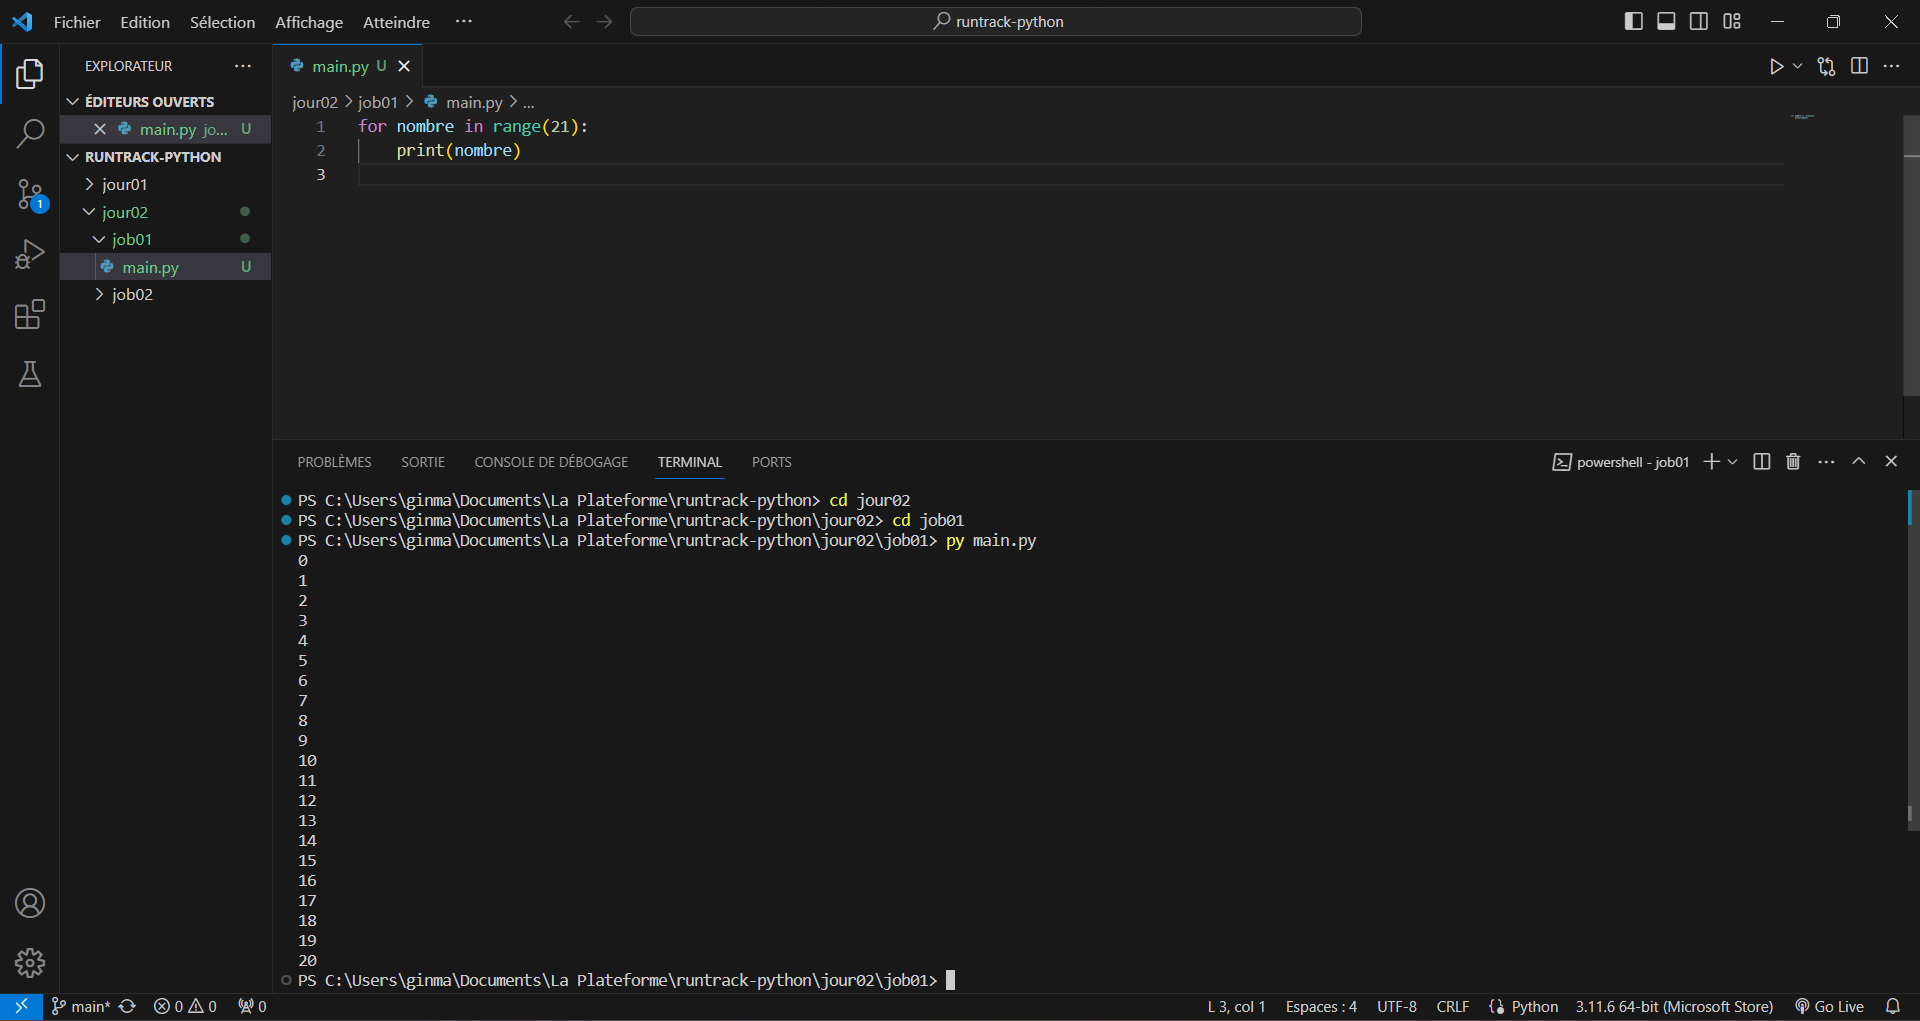 Fichier Edition Sélection Affichage Atteindre ··· runtrack-python
EXPLORATEUR ···
ÉDITEURS OUVERTS
main.py jo... U
RUNTRACK-PYTHON
jour01
jour02
job01
main.py U
job02
1
main.py U
jour02 > job01 > main.py > ...
1 for nombre in range(21):
2 print(nombre)
3
PROBLÈMES SORTIE CONSOLE DE DÉBOGAGE TERMINAL PORTS powershell - job01
PS C:\Users\ginma\Documents\La Plateforme\runtrack-python> cd jour02
PS C:\Users\ginma\Documents\La Plateforme\runtrack-python\jour02> cd job01
PS C:\Users\ginma\Documents\La Plateforme\runtrack-python\jour02\job01> py main.py
0
1
2
3
4
5
6
7
8
9
10
11
12
13
14
15
16
17
18
19
20
PS C:\Users\ginma\Documents\La Plateforme\runtrack-python\jour02\job01>
main* 0 0 0 L 3, col 1 Espaces : 4 UTF-8 CRLF Python 3.11.6 64-bit (Microsoft Store) Go Live